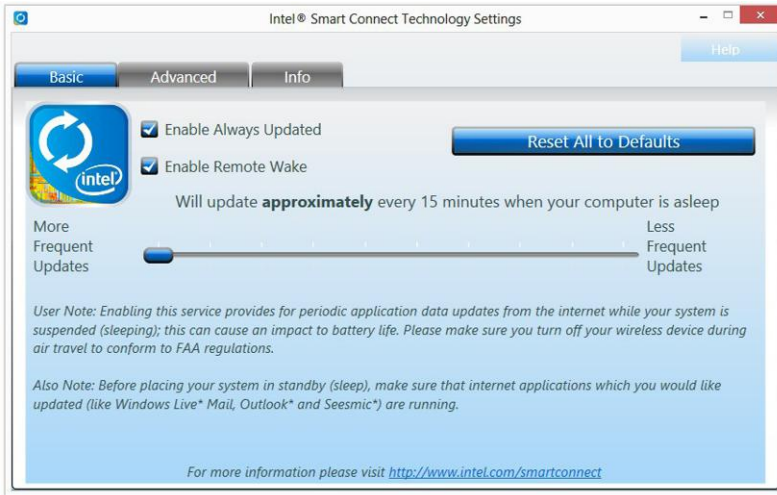 Intel® Smart Connect Technology Settings
Help
Basic
Advanced
Info
Enable Always Updated
Reset All to Defaults
intel
Enable Remote Wake
Will update approximately every 15 minutes when your computer is asleep
More
Frequent
Updates
Less
Frequent
Updates
User Note: Enabling this service provides for periodic application data updates from the internet while your system is
suspended (sleeping); this can cause an impact to battery life. Please make sure you turn off your wireless device during
air travel to conform to FAA regulations.
Also Note: Before placing your system in standby (sleep), make sure that internet applications which you would like
updated (like Windows Live* Mail, Outlook* and Seesmic*) are running.
For more information please visit http://www.intel.com/smartconnect